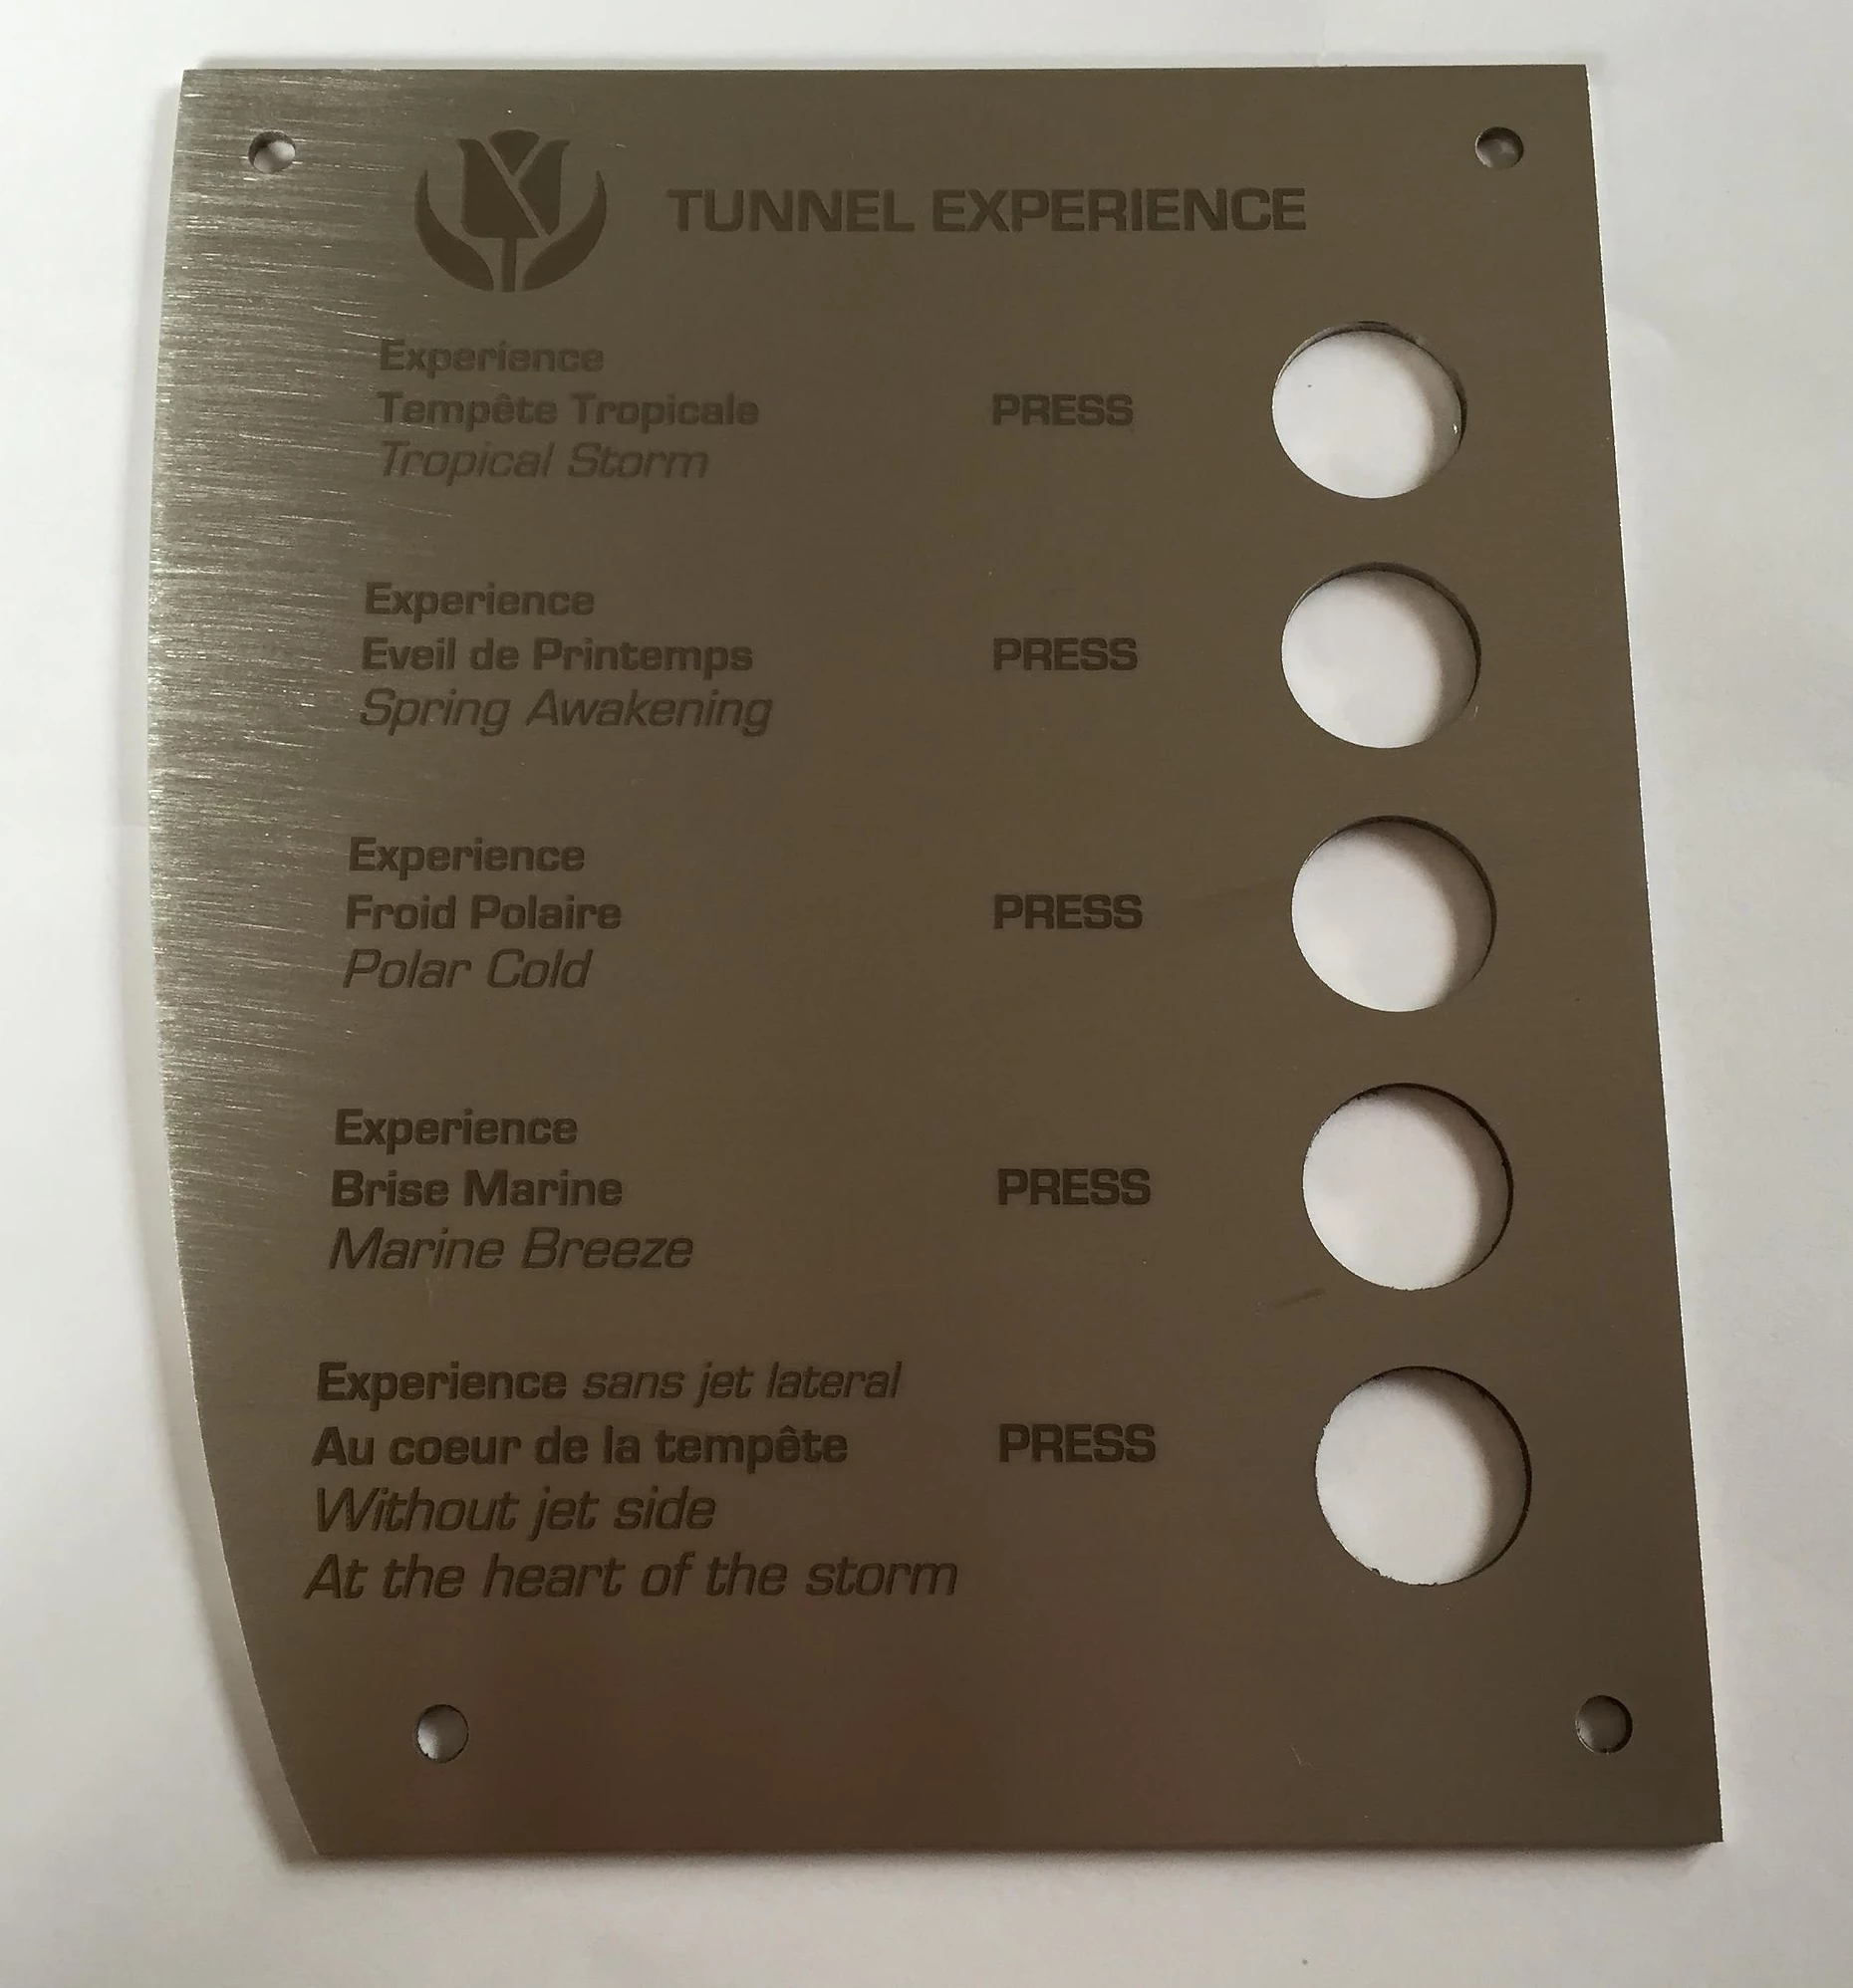 TUNNEL EXPERIENCE
Experience
Tempête Tropicale
Tropical Storm
PRESS
Experience
Eveil de Printemps
Spring Awakening
PRESS
Experience
Froid Polaire
Polar Cold
PRESS
Experience
Brise Marine
Marine Breeze
PRESS
Experience sans jet lateral
Au coeur de la tempête
Without jet side
At the heart of the storm
PRESS